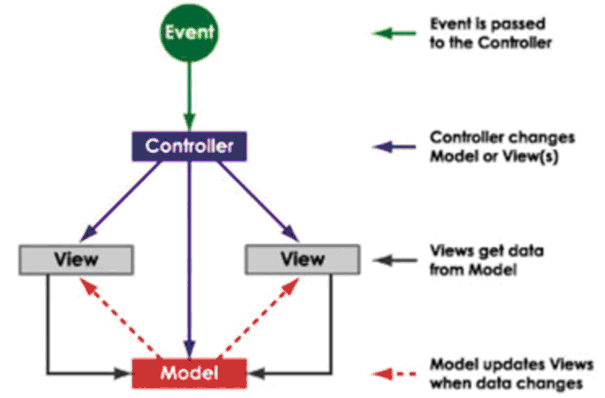 Event
Event is passed
to the Controller
Controller
Controller changes
Model or View(s)
View
View
Views get data
from Model
Model
Model updates Views
when data changes